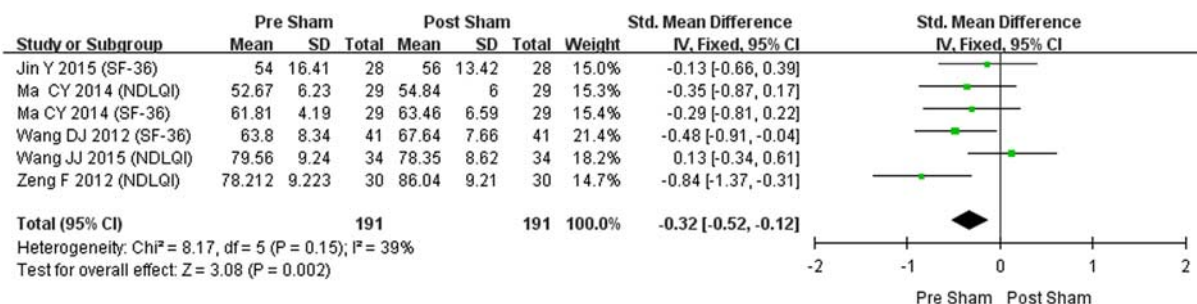 Pre Sham Post Sham Std. Mean Difference Std. Mean Difference
Study or Subgroup Mean SD Total Mean SD Total Weight IV, Fixed, 95% CI IV, Fixed, 95% CI
Jin Y 2015 (SF-36) 54 16.41 28 56 13.42 28 15.0% -0.13 [-0.66, 0.39]
Ma CY 2014 (NDLQI) 52.67 6.23 29 54.84 6 29 15.3% -0.35 [-0.87, 0.17]
Ma CY 2014 (SF-36) 61.81 4.19 29 63.46 6.59 29 15.4% -0.29 [-0.81, 0.22]
Wang DJ 2012 (SF-36) 63.8 8.34 41 67.64 7.66 41 21.4% -0.48 [-0.91, -0.04]
Wang JJ 2015 (NDLQI) 79.56 9.24 34 78.35 8.62 34 18.2% 0.13 [-0.34, 0.61]
Zeng F 2012 (NDLQI) 78.212 9.223 30 86.04 9.21 30 14.7% -0.84 [-1.37, -0.31]
Total (95% CI) 191 191 100.0% -0.32 [-0.52, -0.12]
Heterogeneity: Chi² = 8.17, df = 5 (P = 0.15); I² = 39%
Test for overall effect: Z = 3.08 (P = 0.002)
-2 -1 0 1 2
Pre Sham Post Sham